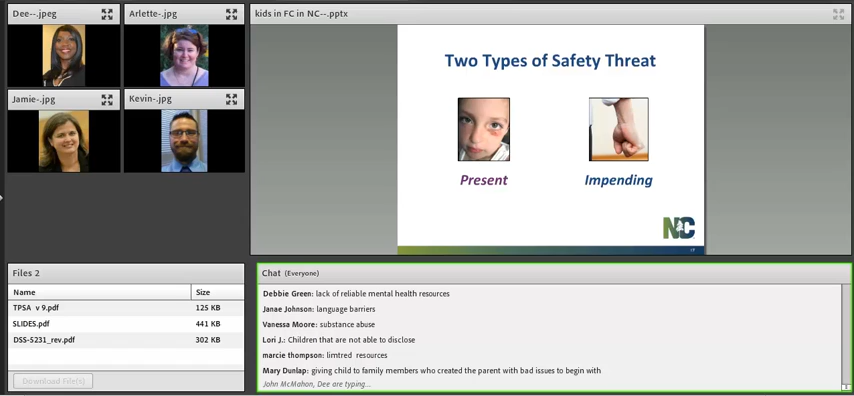 Dee--.jpeg
Arlette-.jpg
Jamie-.jpg
Kevin-.jpg
kids in FC in NC--.pptx
Two Types of Safety Threat
Present
Impending
NC
17
Files 2
Name Size
TPSA v 9.pdf 125 KB
SLIDES.pdf 441 KB
DSS-5231_rev.pdf 302 KB
Download File(s)
Chat (Everyone)
Debbie Green: lack of reliable mental health resources
Janae Johnson: language barriers
Vanessa Moore: substance abuse
Lori J.: Children that are not able to disclose
marcie thompson: limtred resources
Mary Dunlap: giving child to family members who created the parent with bad issues to begin with
John McMahon, Dee are typing...